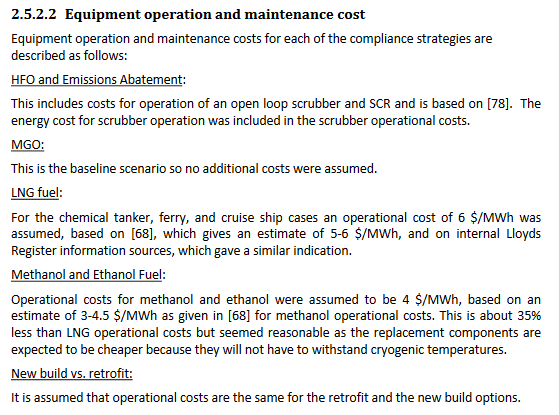 2.5.2.2 Equipment operation and maintenance cost
Equipment operation and maintenance costs for each of the compliance strategies are
described as follows:
HFO and Emissions Abatement:
This includes costs for operation of an open loop scrubber and SCR and is based on [78]. The
energy cost for scrubber operation was included in the scrubber operational costs.
MGO:
This is the baseline scenario so no additional costs were assumed.
LNG fuel:
For the chemical tanker, ferry, and cruise ship cases an operational cost of 6 $/MWh was
assumed, based on [68], which gives an estimate of 5-6 $/MWh, and on internal Lloyds
Register information sources, which gave a similar indication.
Methanol and Ethanol Fuel:
Operational costs for methanol and ethanol were assumed to be 4 $/MWh, based on an
estimate of 3-4.5 $/MWh as given in [68] for methanol operational costs. This is about 35%
less than LNG operational costs but seemed reasonable as the replacement components are
expected to be cheaper because they will not have to withstand cryogenic temperatures.
New build vs. retrofit:
It is assumed that operational costs are the same for the retrofit and the new build options.